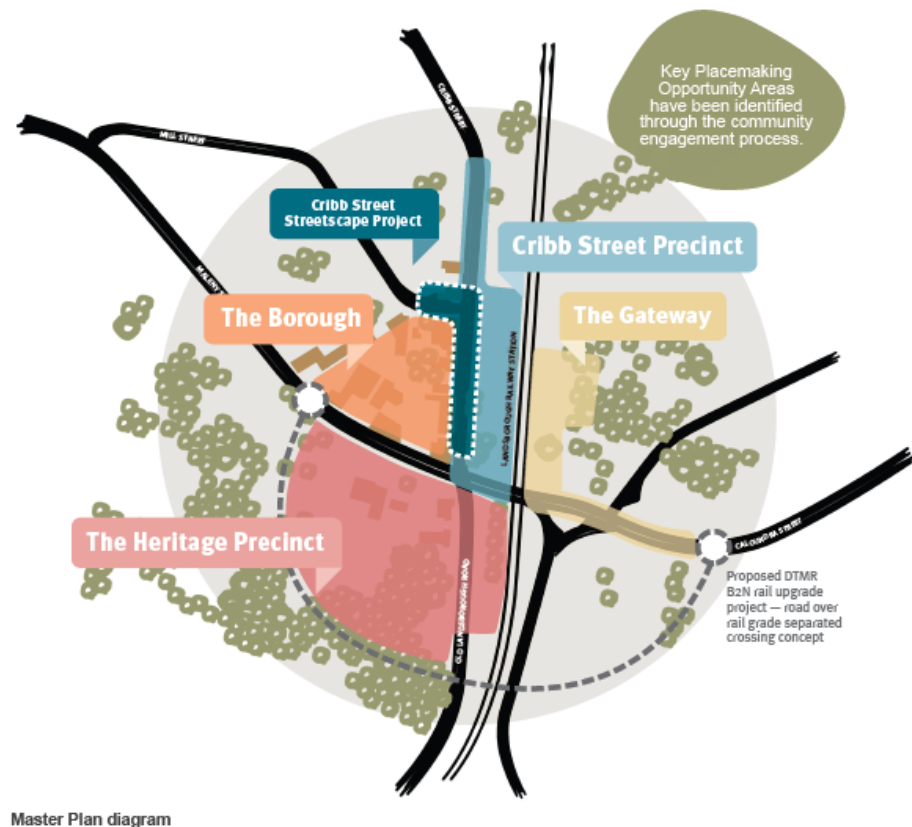 Key Placemaking
Opportunity Areas
have been identified
through the community
engagement process.
CRIBB STREET
MILL STREET
Cribb Street
Streetscape Project
Cribb Street Precinct
MALENY
The Borough
The Gateway
LANDSBOROUGH RAILWAY STATION
The Heritage Precinct
CALOUNDRA STREET
OLD LANDSBOROUGH ROAD
Proposed DTMR
B2N rail upgrade
project — road over
rail grade separated
crossing concept
Master Plan diagram